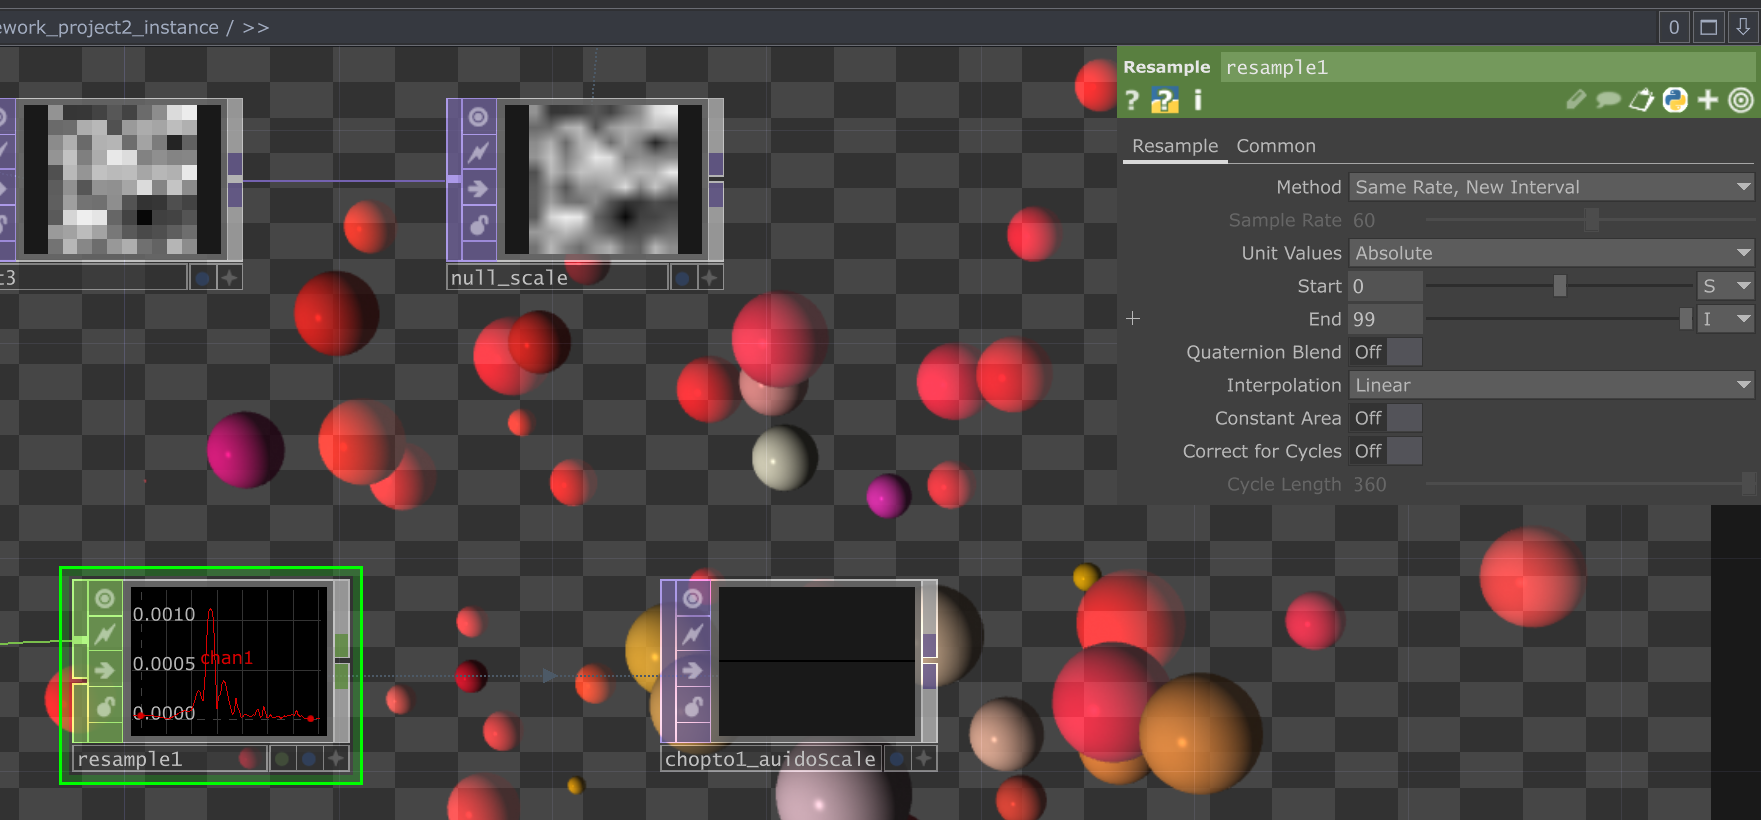 ework_project2_instance / >>
0
Resample resample1
? ? i
Resample Common
Method Same Rate, New Interval
Sample Rate 60
Unit Values Absolute
Start 0 S
+ End 99 I
Quaternion Blend Off
Interpolation Linear
Constant Area Off
Correct for Cycles Off
Cycle Length 360
t3
null_scale
0.0010
0.0005 chan1
0.0000
resample1
chopto1_auidoScale